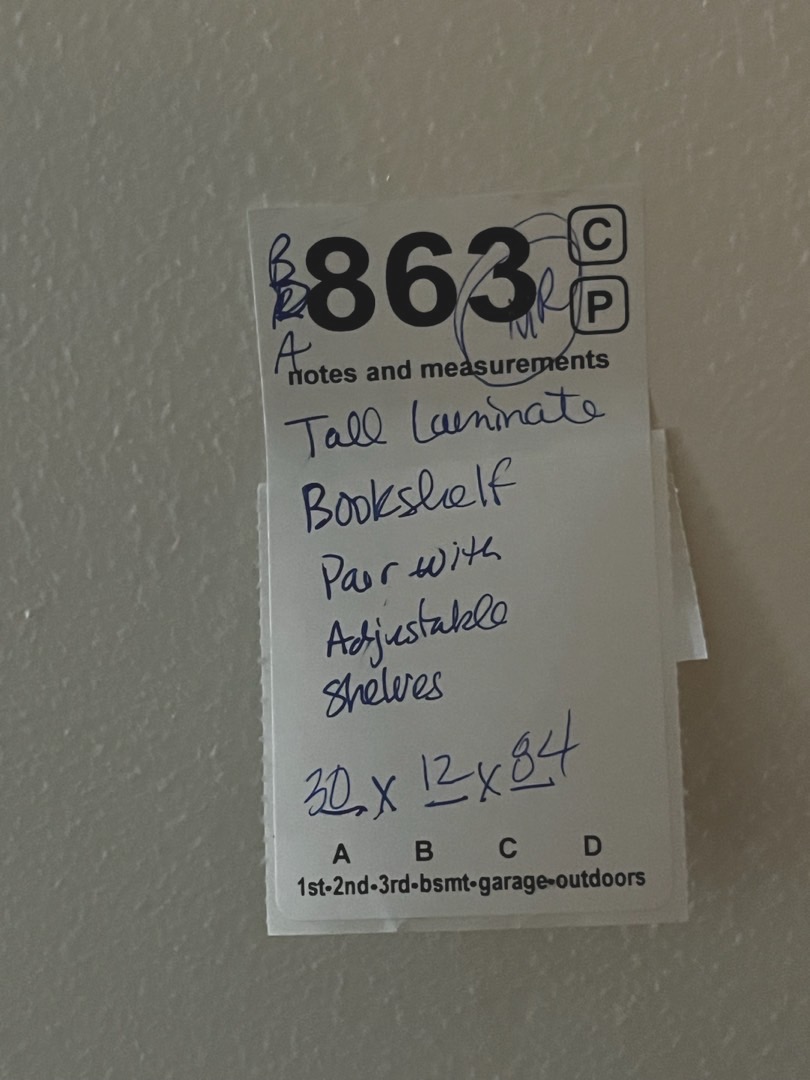 863
C
P
B
R
A
MR
notes and measurements
Tall Laminate
Bookshelf
Pair with
Adjustable
Shelves
30 x 12 x 84
A B C D
1st-2nd-3rd-bsmt-garage-outdoors